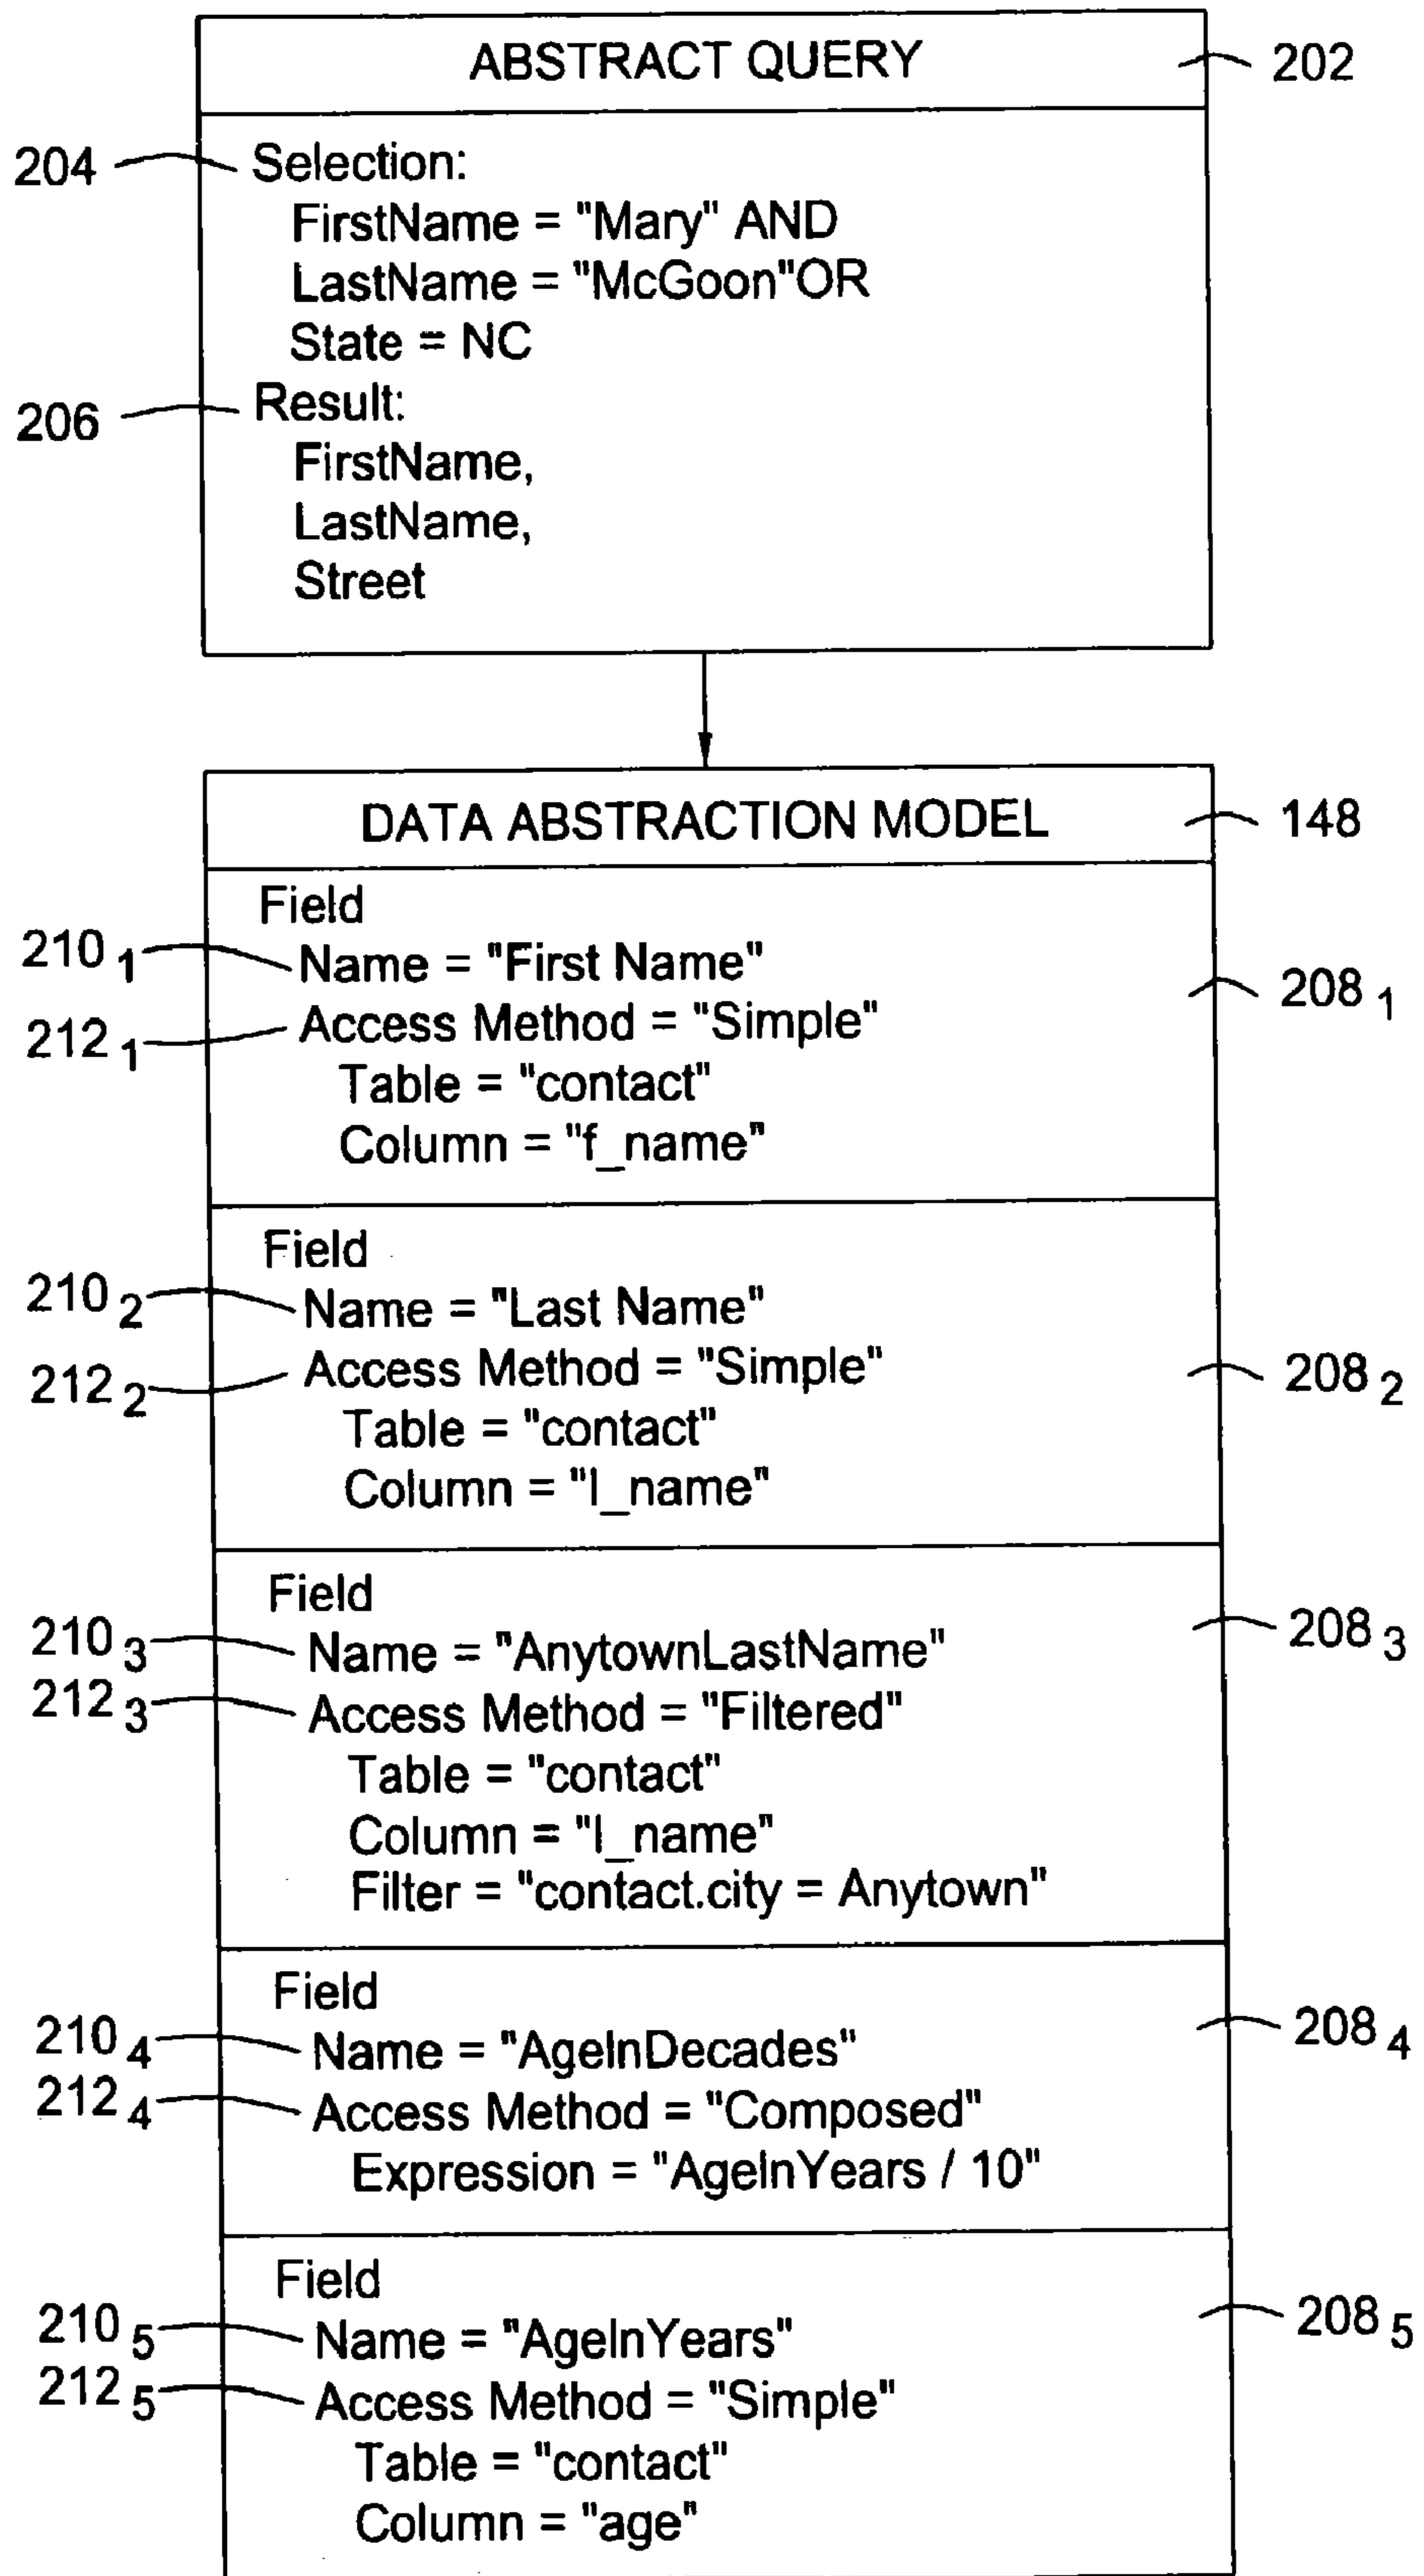 ABSTRACT QUERY 202
204 Selection:
FirstName = "Mary" AND
LastName = "McGoon"OR
State = NC
206 Result:
FirstName,
LastName,
Street
DATA ABSTRACTION MODEL 148
Field
210 1 Name = "First Name" 208 1
212 1 Access Method = "Simple"
Table = "contact"
Column = "f_name"
Field
210 2 Name = "Last Name"
212 2 Access Method = "Simple" 208 2
Table = "contact"
Column = "l_name"
Field
210 3 Name = "AnytownLastName" 208 3
212 3 Access Method = "Filtered"
Table = "contact"
Column = "l_name"
Filter = "contact.city = Anytown"
Field
210 4 Name = "AgeInDecades" 208 4
212 4 Access Method = "Composed"
Expression = "AgeInYears / 10"
Field
210 5 Name = "AgeInYears" 208 5
212 5 Access Method = "Simple"
Table = "contact"
Column = "age"